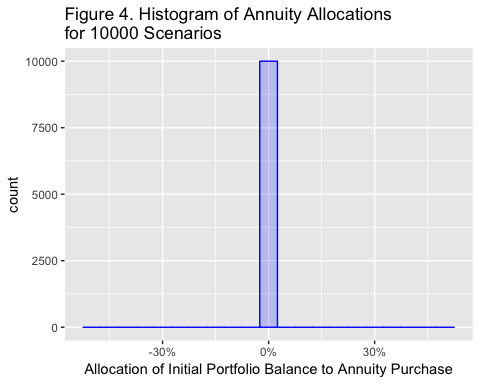 Figure 4. Histogram of Annuity Allocations
for 10000 Scenarios
10000
7500
5000
2500
0
count
-30% 0% 30%
Allocation of Initial Portfolio Balance to Annuity Purchase